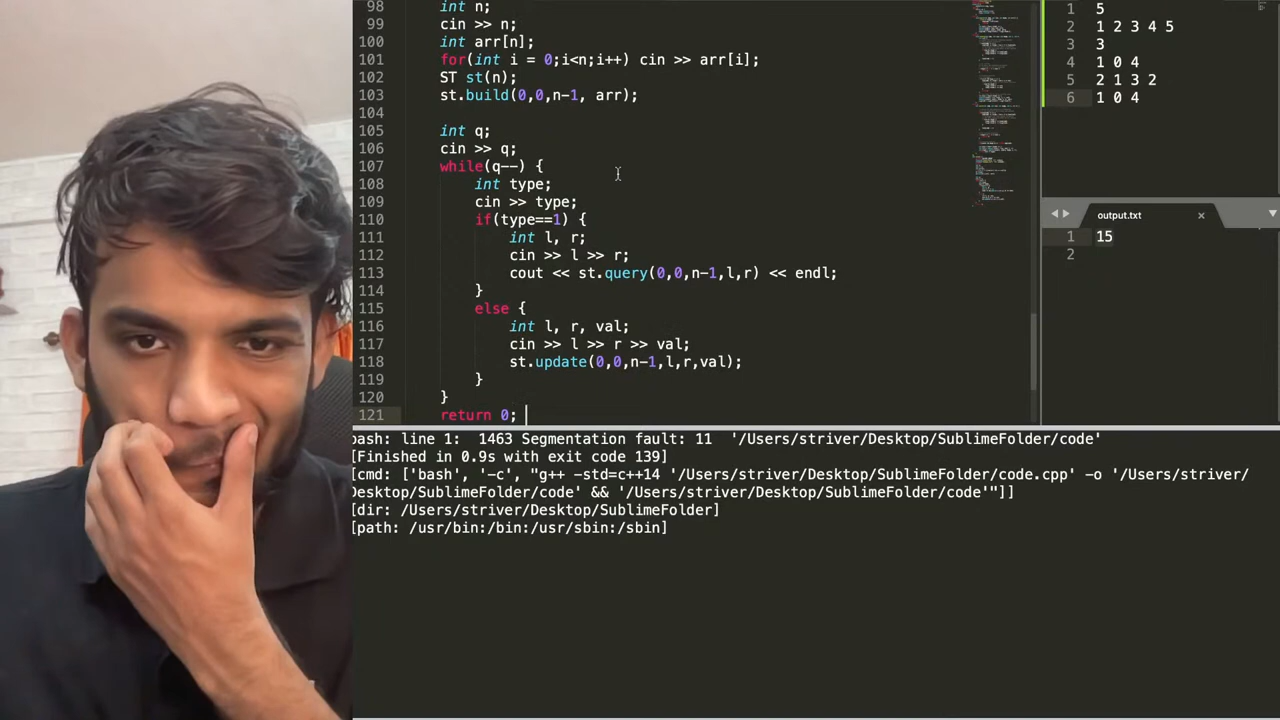 98 int n;
99 cin >> n;
100 int arr[n];
101 for(int i = 0;i<n;i++) cin >> arr[i];
102 ST st(n);
103 st.build(0,0,n-1, arr);
104
105 int q;
106 cin >> q;
107 while(q--) {
108 int type;
109 cin >> type;
110 if(type==1) {
111 int l, r;
112 cin >> l >> r;
113 cout << st.query(0,0,n-1,l,r) << endl;
114 }
115 else {
116 int l, r, val;
117 cin >> l >> r >> val;
118 st.update(0,0,n-1,l,r,val);
119 }
120 }
121 return 0;
1 5
2 1 2 3 4 5
3 3
4 1 0 4
5 2 1 3 2
6 1 0 4
output.txt ×
1 15
2
bash: line 1: 1463 Segmentation fault: 11 '/Users/striver/Desktop/SublimeFolder/code'
[Finished in 0.9s with exit code 139]
[cmd: ['bash', '-c', "g++ -std=c++14 '/Users/striver/Desktop/SublimeFolder/code.cpp' -o '/Users/striver/
Desktop/SublimeFolder/code' && '/Users/striver/Desktop/SublimeFolder/code'"]]
[dir: /Users/striver/Desktop/SublimeFolder]
[path: /usr/bin:/bin:/usr/sbin:/sbin]